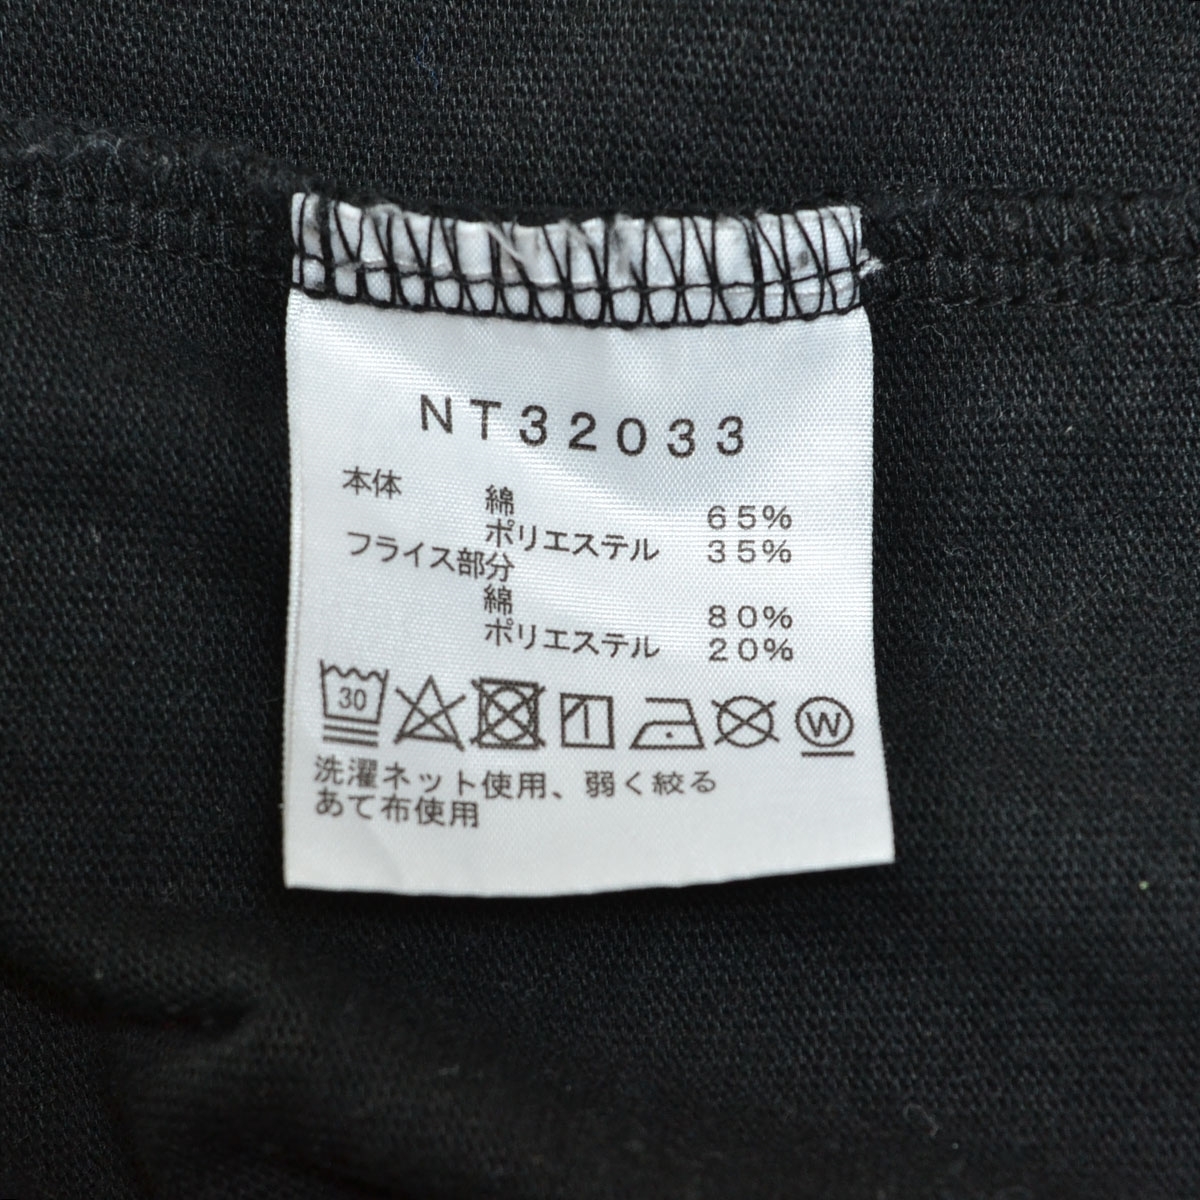 NT32033
本体
綿 65%
ポリエステル 35%
フライス部分
綿 80%
ポリエステル 20%
30 W
洗濯ネット使用、弱く絞る
あて布使用